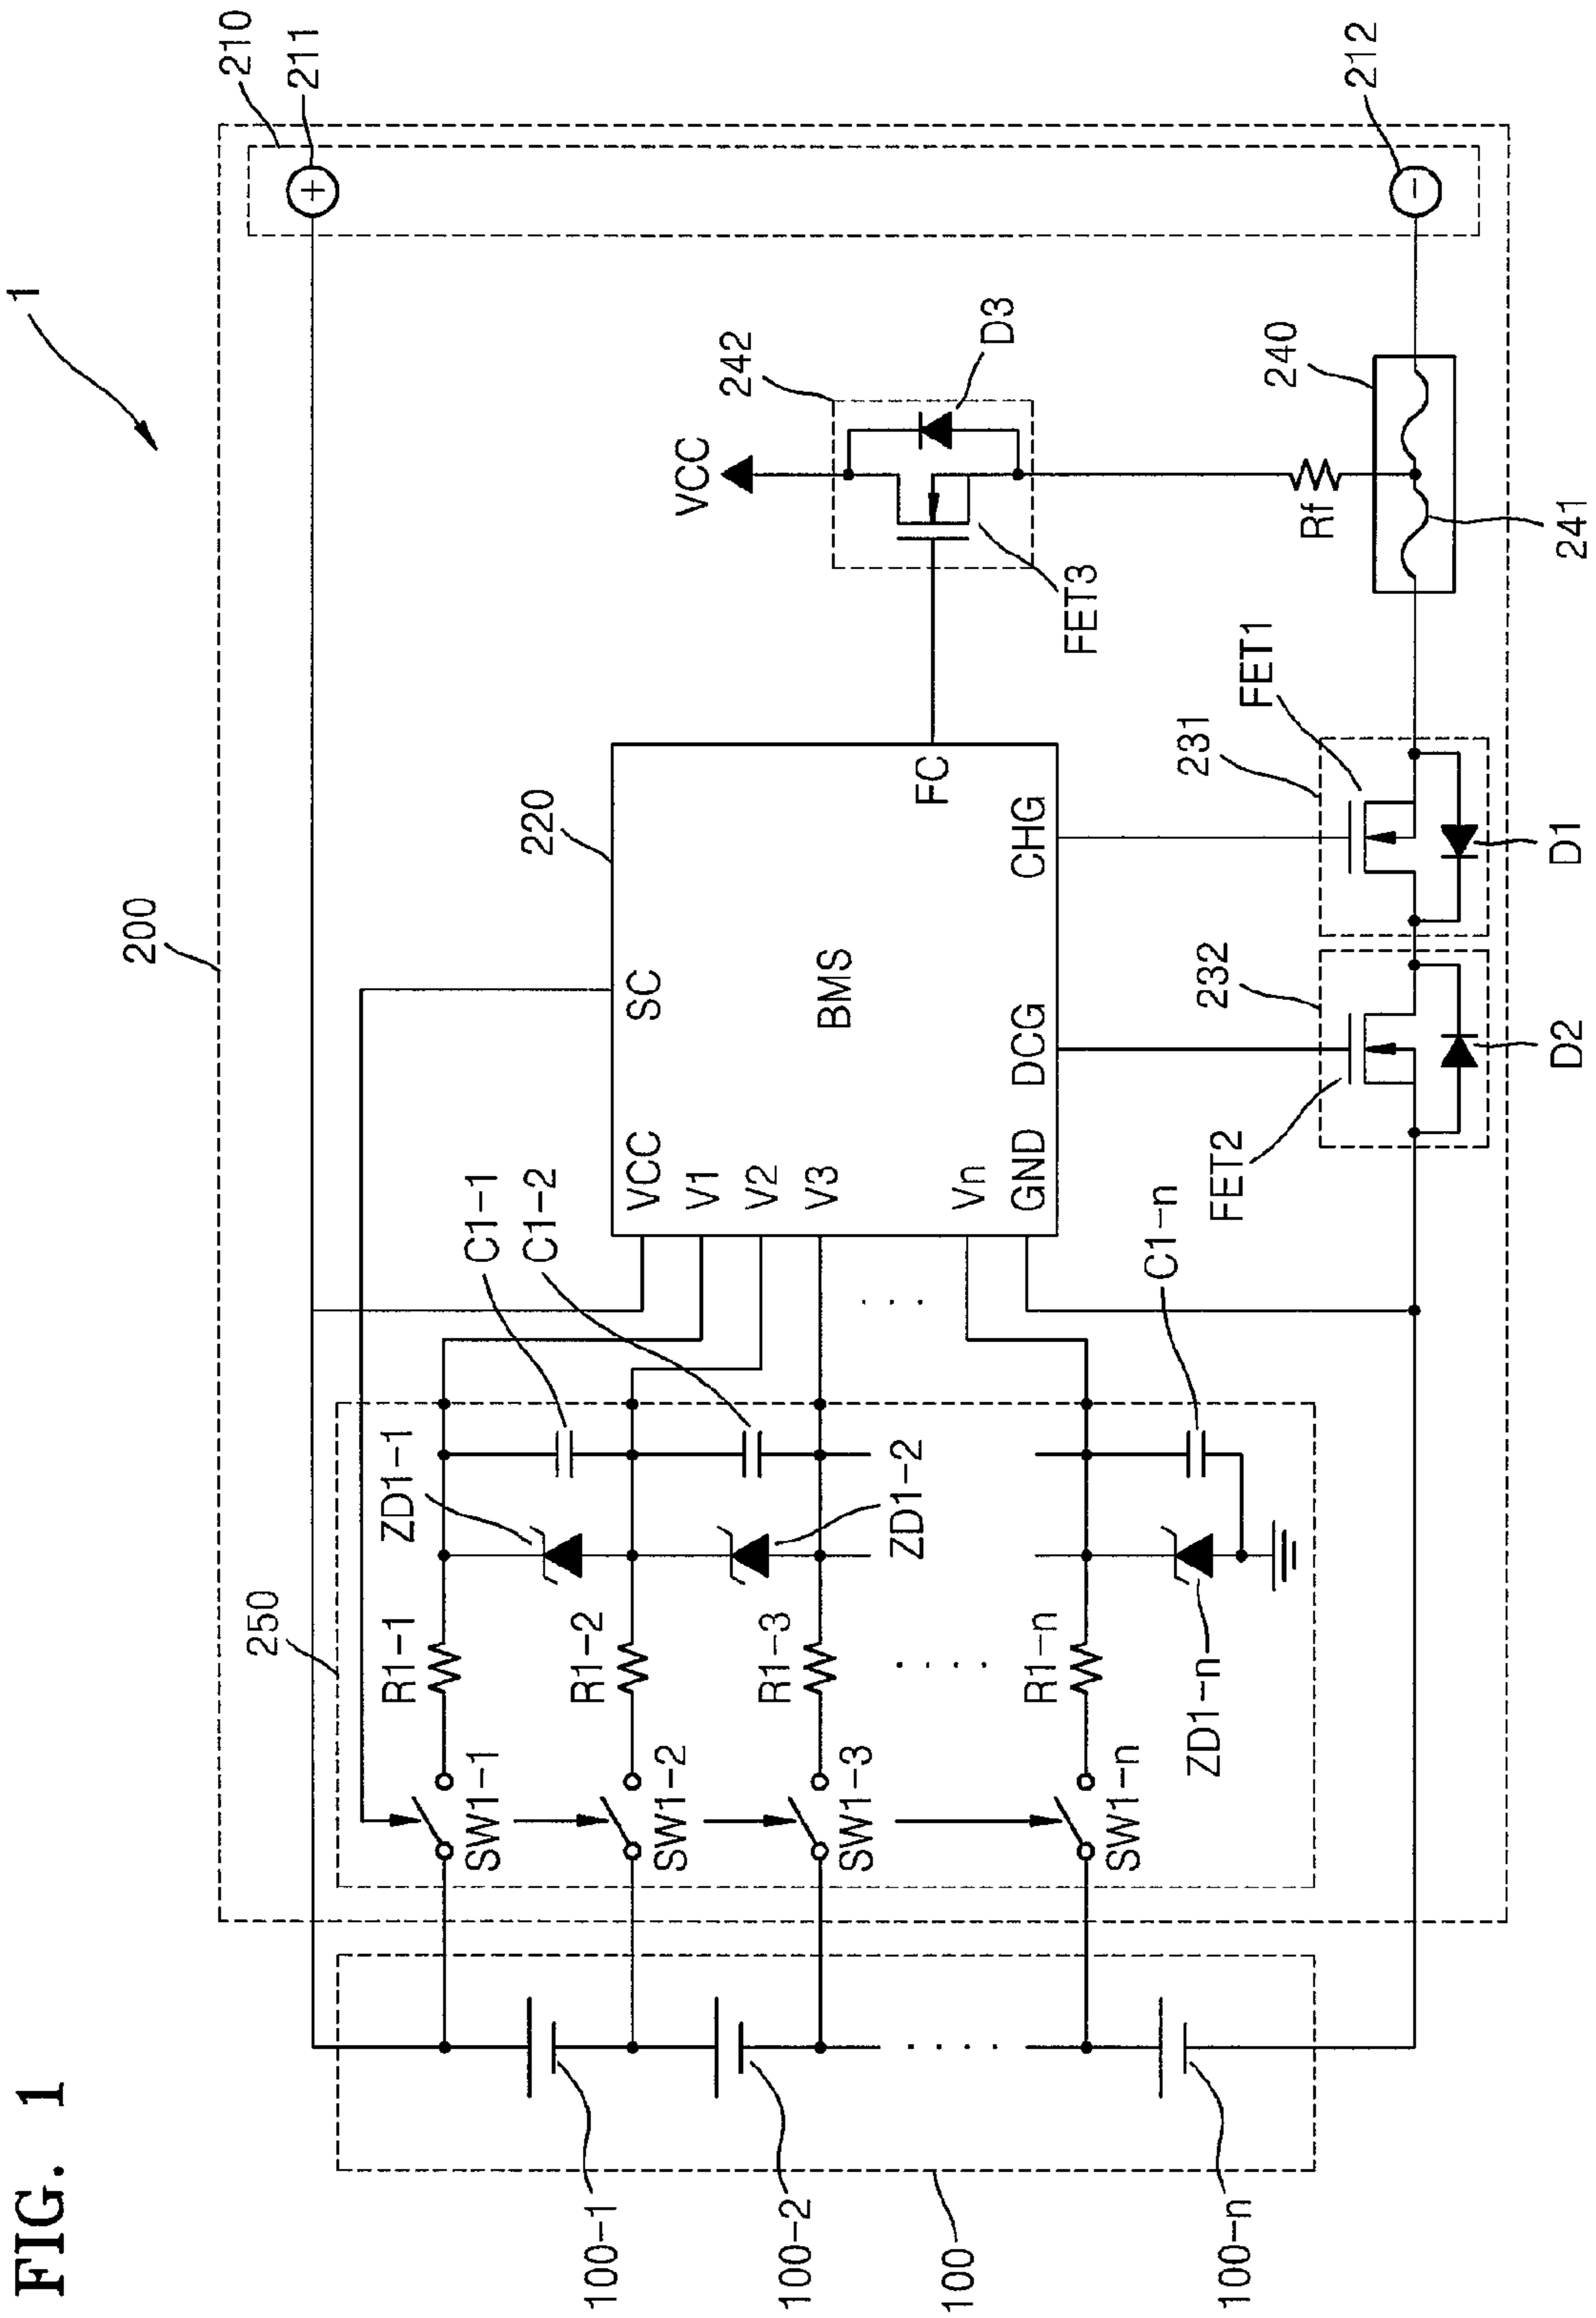 FIG. 1
1
200
210
211
212
250
220
SC
VCC
V1
V2
V3
Vn
GND
BMS
FC
DCG
CHG
VCC
242
D3
FET3
Rf
240
241
231
FET1
D1
232
FET2
D2
C1-1
C1-2
C1-n
ZD1-1
ZD1-2
ZD1-n
R1-1
R1-2
R1-3
R1-n
SW1-1
SW1-2
SW1-3
SW1-n
100-1
100-2
100
100-n